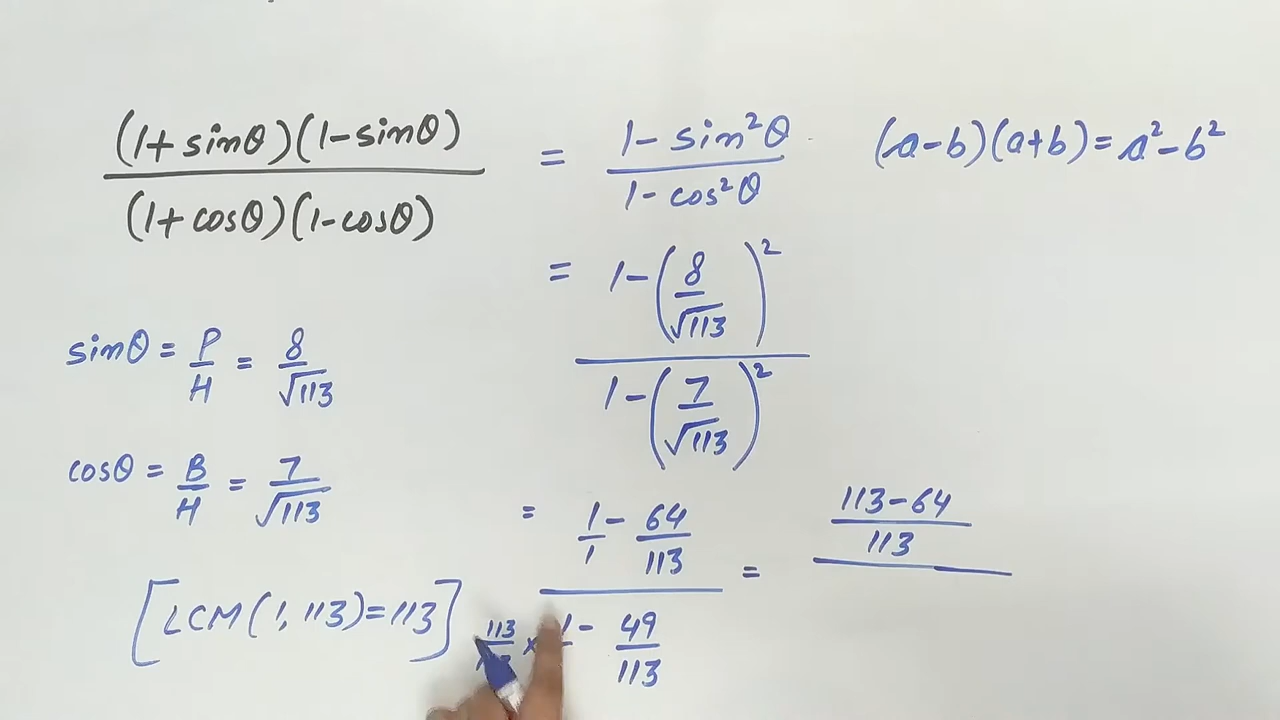 (1+sinθ)(1-sinθ) / (1+cosθ)(1-cosθ) = 1-sin²θ / 1-cos²θ
(a-b)(a+b)=a²-b²
= 1-(8/√113)² / 1-(7/√113)²
sinθ = P/H = 8/√113
cosθ = B/H = 7/√113
= 1/1 - 64/113
[LCM(1,113)=113]
113
× 1 - 49/113
= 113-64/113